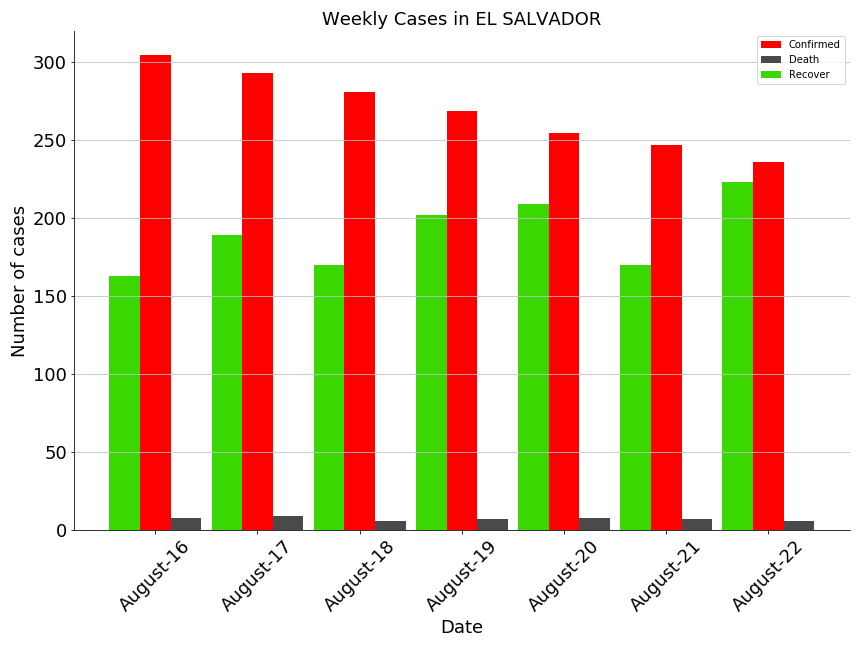 Weekly Cases in EL SALVADOR
Confirmed
Death
Recover
Number of cases
300
250
200
150
100
50
0
August-16
August-17
August-18
August-19
August-20
August-21
August-22
Date